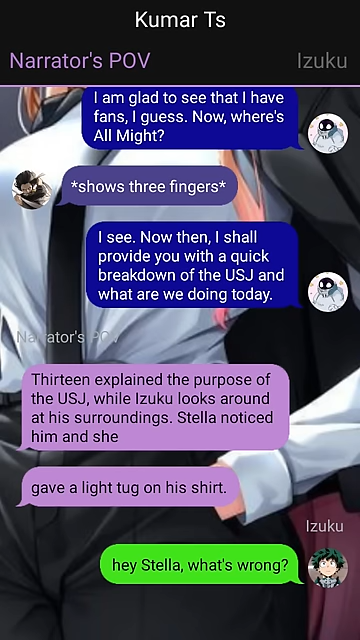 Kumar Ts
Narrator's POV
Izuku
I am glad to see that I have
fans, I guess. Now, where's
All Might?
*shows three fingers*
I see. Now then, I shall
provide you with a quick
breakdown of the USJ and
what are we doing today.
Narrator's POV
Thirteen explained the purpose of
the USJ, while Izuku looks around
at his surroundings. Stella noticed
him and she
gave a light tug on his shirt.
Izuku
hey Stella, what's wrong?